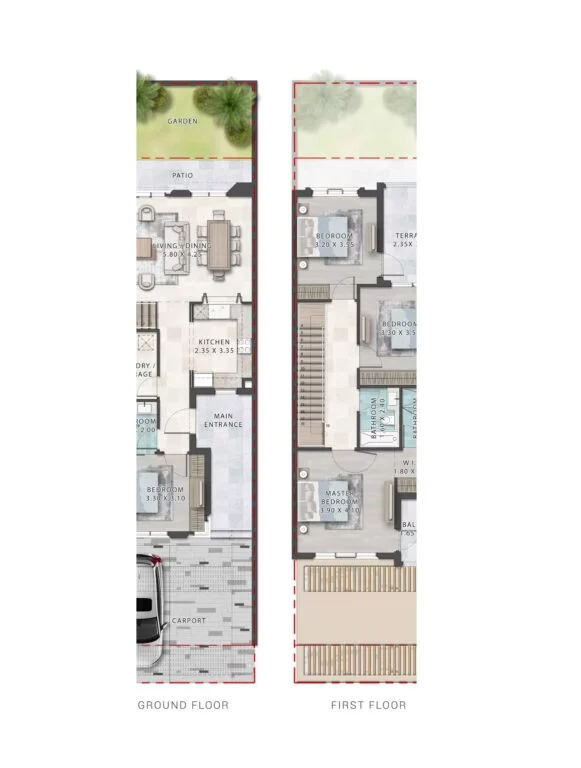 GARDEN
PATIO
LIVING / DINING
5.80 X 4.25
KITCHEN
2.35 X 3.35
DRY /
AGE
MAIN
ENTRANCE
ROOM
2.00
BEDROOM
3.30 X 3.10
CARPORT
GROUND FLOOR
BEDROOM
3.20 X 3.95
TERRA
2.35X
BEDROOM
3.30 X 3.5
BATHROOM
1.60 X 2.40
BATHROOM
W.I.
1.80 X
MASTER
BEDROOM
3.90 X 4.10
BAL
1.65
FIRST FLOOR